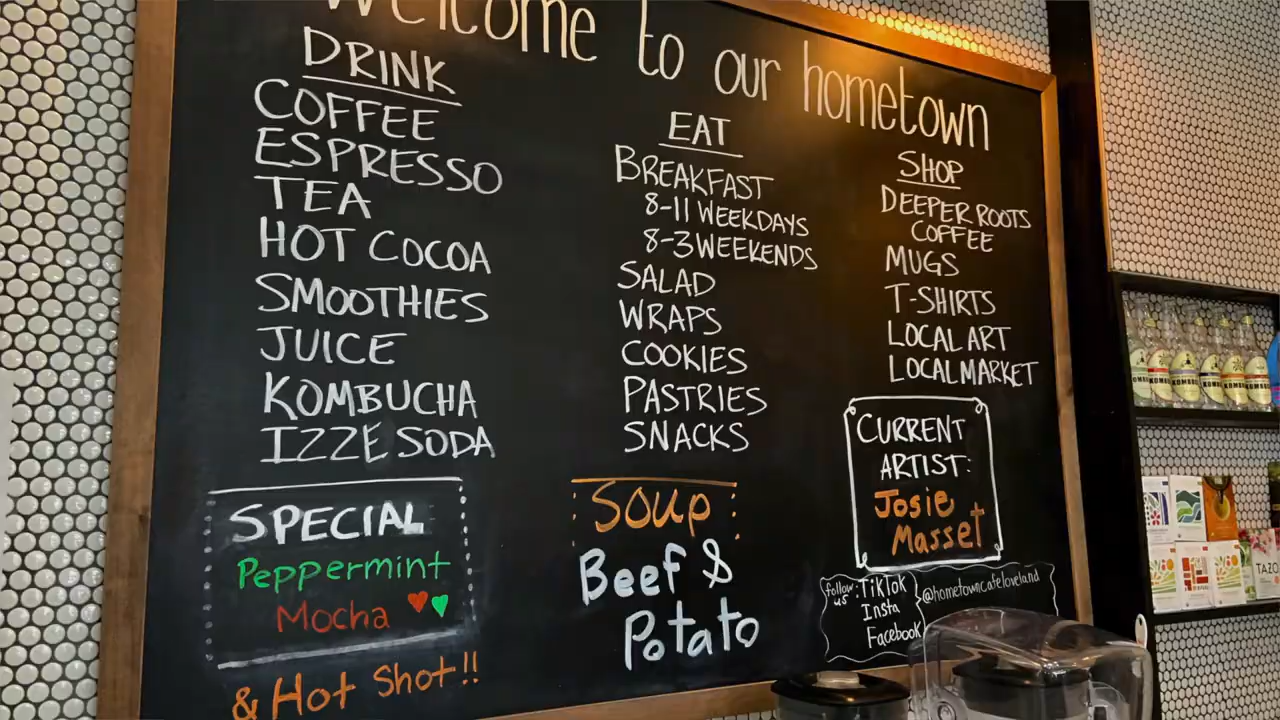 Welcome to our hometown
DRINK
COFFEE
ESPRESSO
TEA
HOT COCOA
SMOOTHIES
JUICE
KOMBUCHA
IZZE SODA
SPECIAL
Peppermint
Mocha
& Hot Shot!!
EAT
BREAKFAST
8-11 WEEKDAYS
8-3 WEEKENDS
SALAD
WRAPS
COOKIES
PASTRIES
SNACKS
Soup
Beef &
Potato
SHOP
DEEPER ROOTS
COFFEE
MUGS
T-SHIRTS
LOCAL ART
LOCAL MARKET
CURRENT
ARTIST:
Josie
Masset
follow us: TikTok
Insta
Facebook
@hometowncafeloveland
TAZO